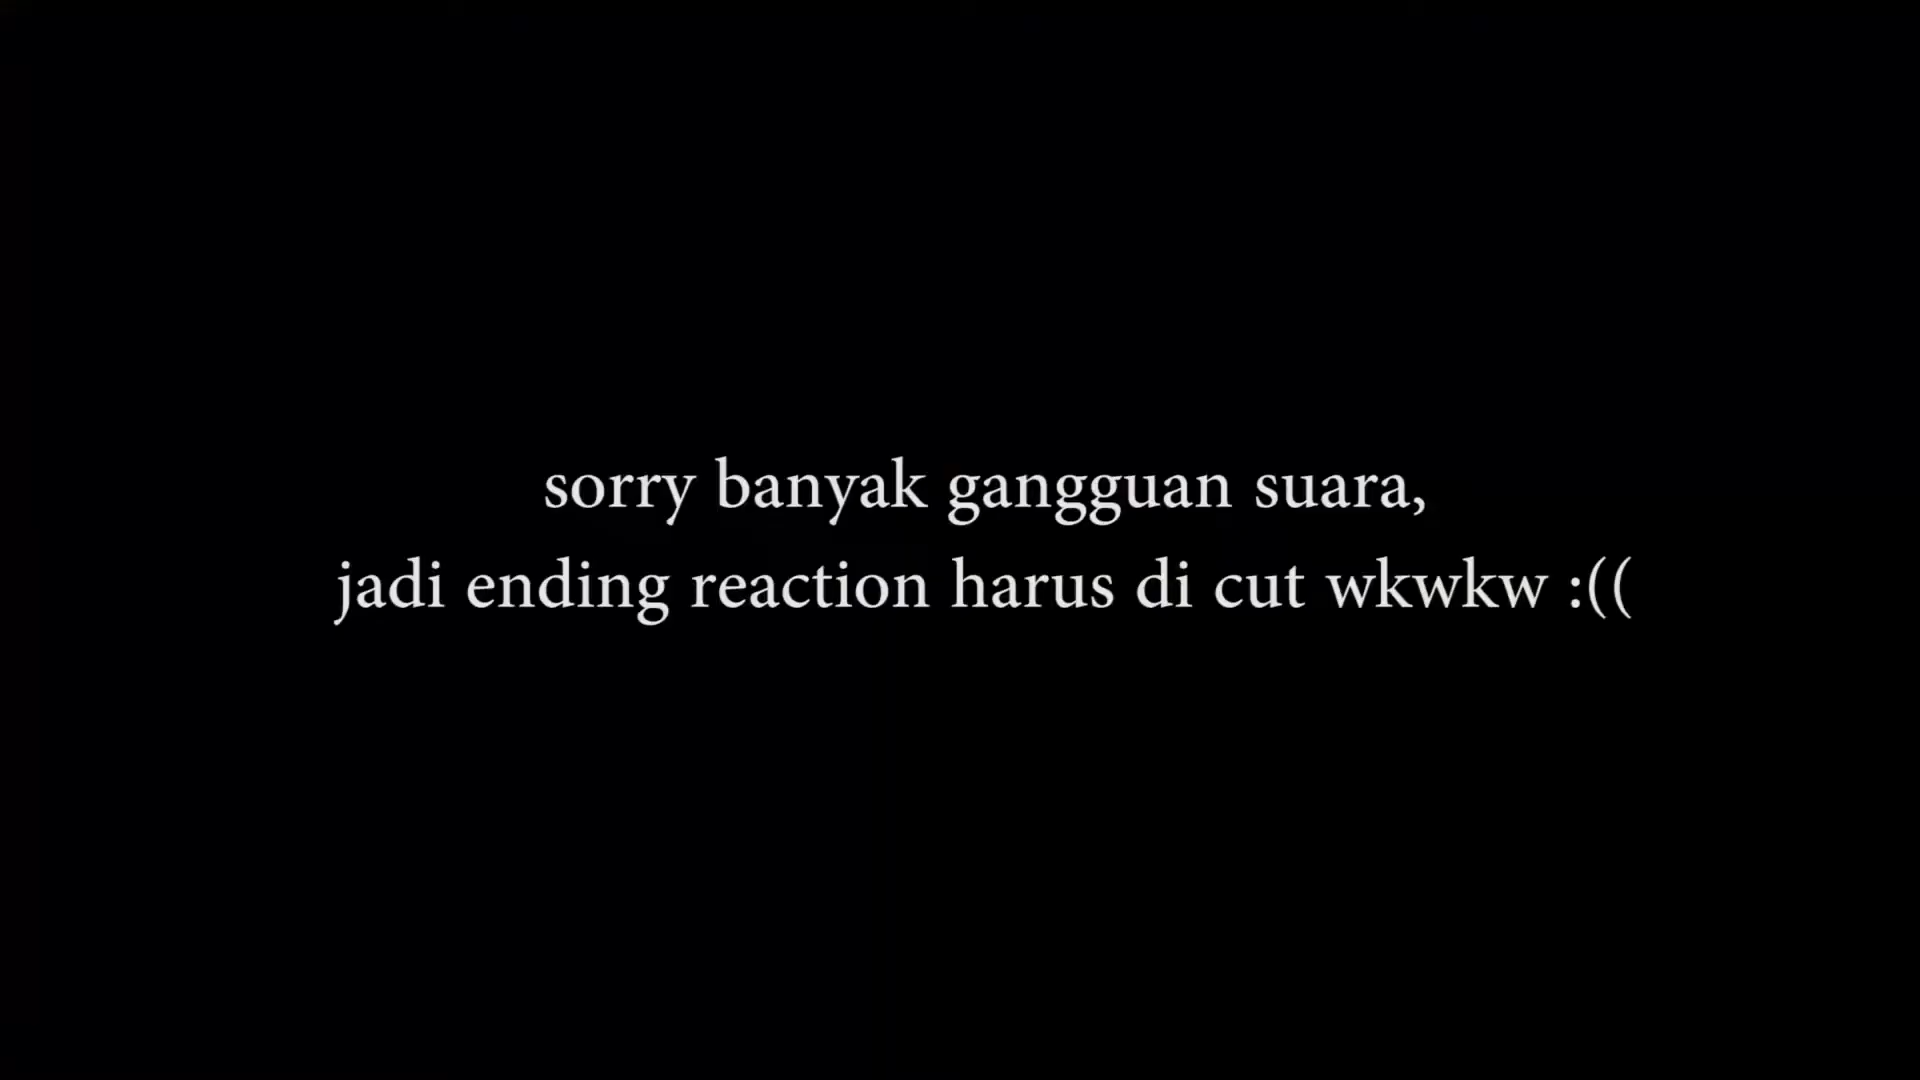 sorry banyak gangguan suara,
jadi ending reaction harus di cut wkwkw :((